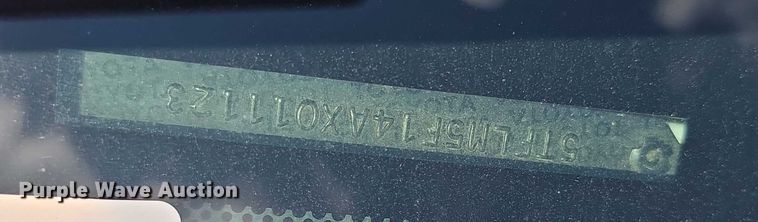 5TFLM5F14AX011123
Purple Wave Auction